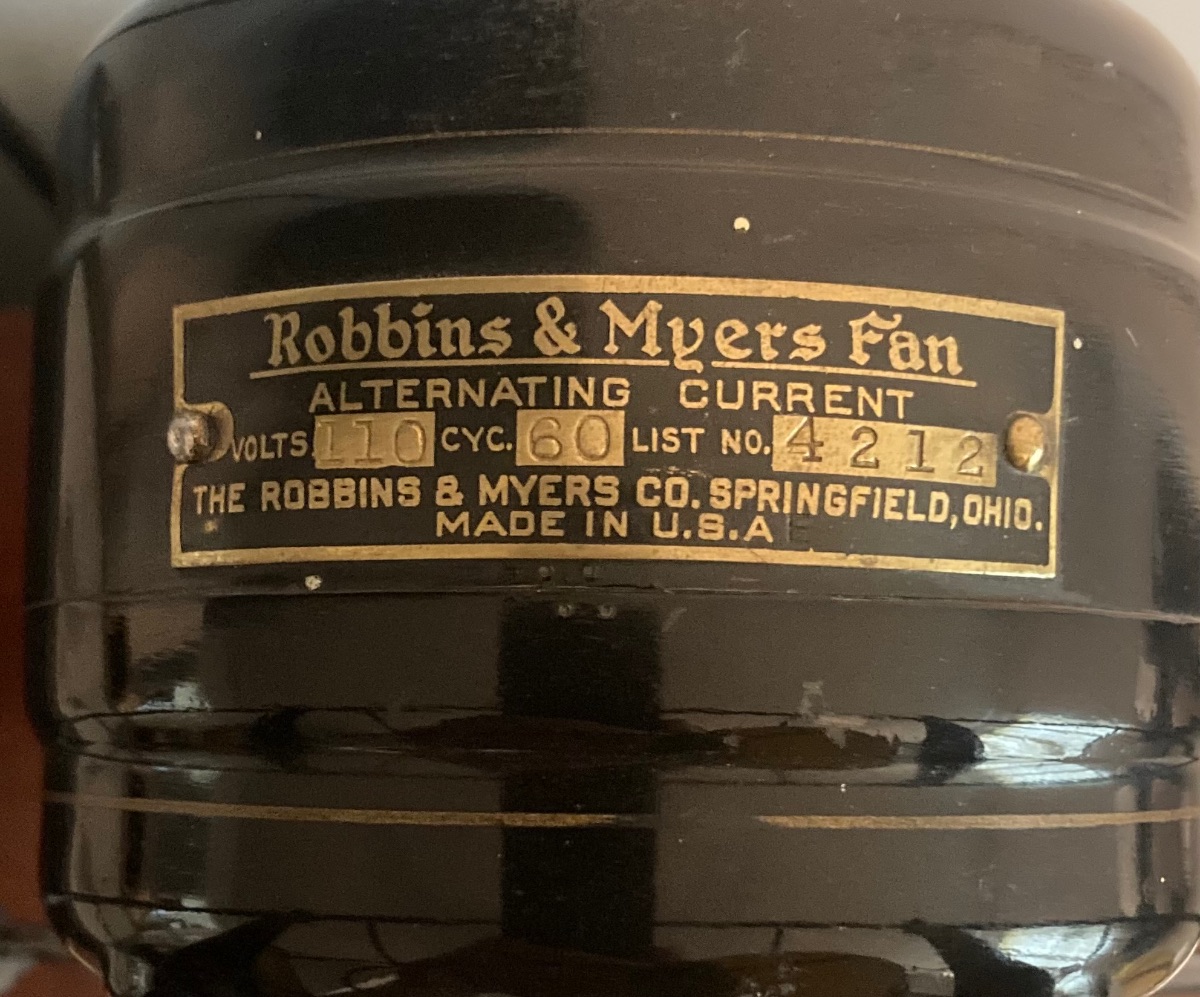 Robbins & Myers Fan
ALTERNATING CURRENT
VOLTS 110 CYC. 60 LIST NO. 4212
THE ROBBINS & MYERS CO. SPRINGFIELD, OHIO.
MADE IN U.S.A E